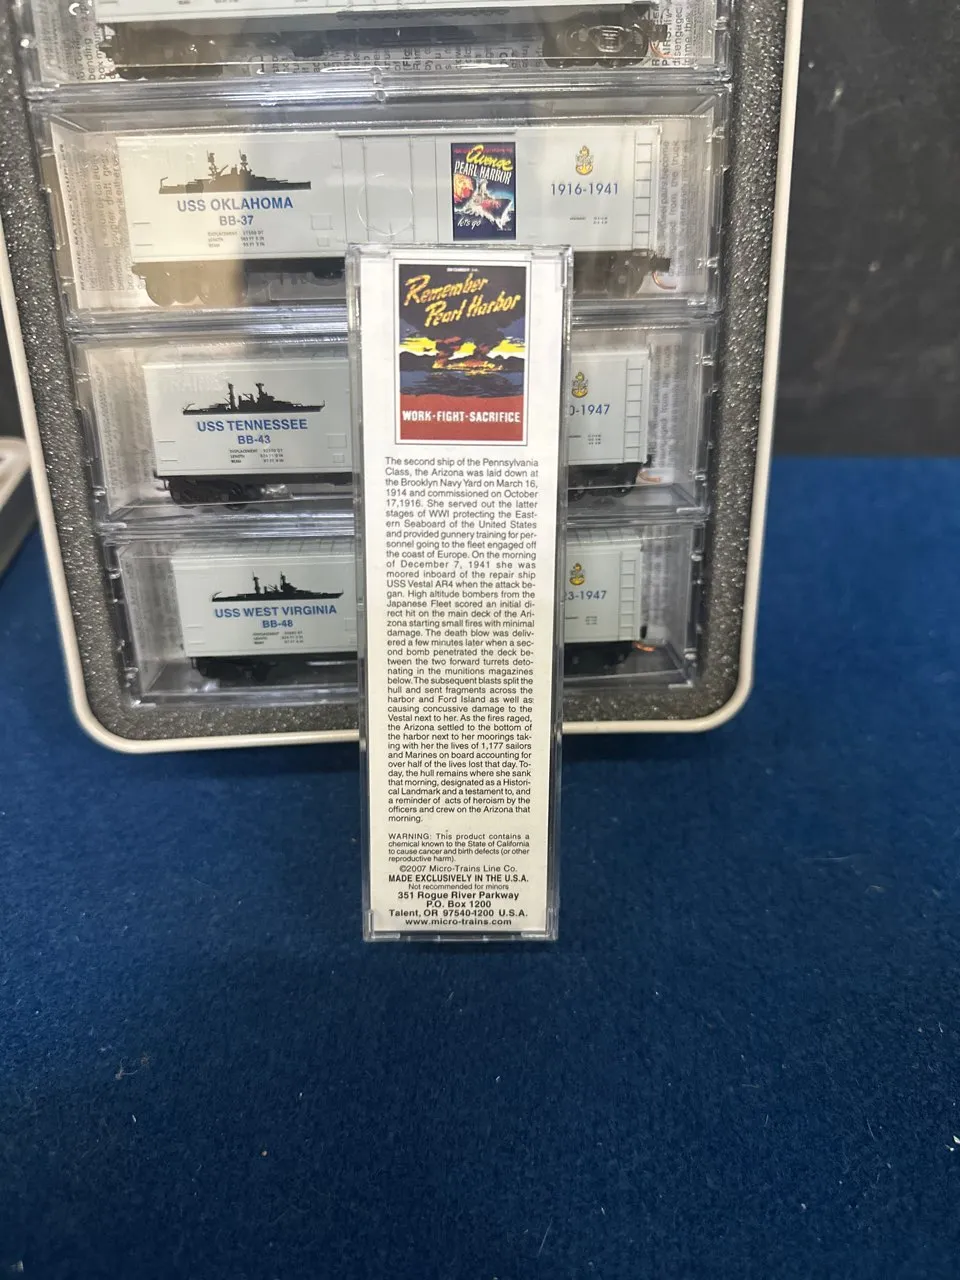 Avenge
PEARL HARBOR
let's go
USS OKLAHOMA
BB-37
1916-1941
USS TENNESSEE
BB-43
0-1947
USS WEST VIRGINIA
BB-48
23-1947
Remember
Pearl Harbor
WORK-FIGHT-SACRIFICE
The second ship of the Pennsylvania
Class, the Arizona was laid down at
the Brooklyn Navy Yard on March 16,
1914 and commissioned on October
17,1916. She served out the latter
stages of WWI protecting the East-
ern Seaboard of the United States
and provided gunnery training for per-
sonnel going to the fleet engaged off
the coast of Europe. On the morning
of December 7, 1941 she was
moored inboard of the repair ship
USS Vestal AR4 when the attack be-
gan. High altitude bombers from the
Japanese Fleet scored an initial di-
rect hit on the main deck of the Ari-
zona starting small fires with minimal
damage. The death blow was deliv-
ered a few minutes later when a sec-
ond bomb penetrated the deck be-
tween the two forward turrets deto-
nating in the munitions magazines
below. The subsequent blasts split the
hull and sent fragments across the
harbor and Ford Island as well as
causing concussive damage to the
Vestal next to her. As the fires raged,
the Arizona settled to the bottom of
the harbor next to her moorings tak-
ing with her the lives of 1,177 sailors
and Marines on board accounting for
over half of the lives lost that day. To-
day, the hull remains where she sank
that morning, designated as a Histori-
cal Landmark and a testament to, and
a reminder of acts of heroism by the
officers and crew on the Arizona that
morning.
WARNING: This product contains a
chemical known to the State of California
to cause cancer and birth defects (or other
reproductive harm).
©2007 Micro-Trains Line Co.
MADE EXCLUSIVELY IN THE U.S.A.
Not recommended for minors
351 Rogue River Parkway
P.O. Box 1200
Talent, OR 97540-1200 U.S.A.
www.micro-trains.com